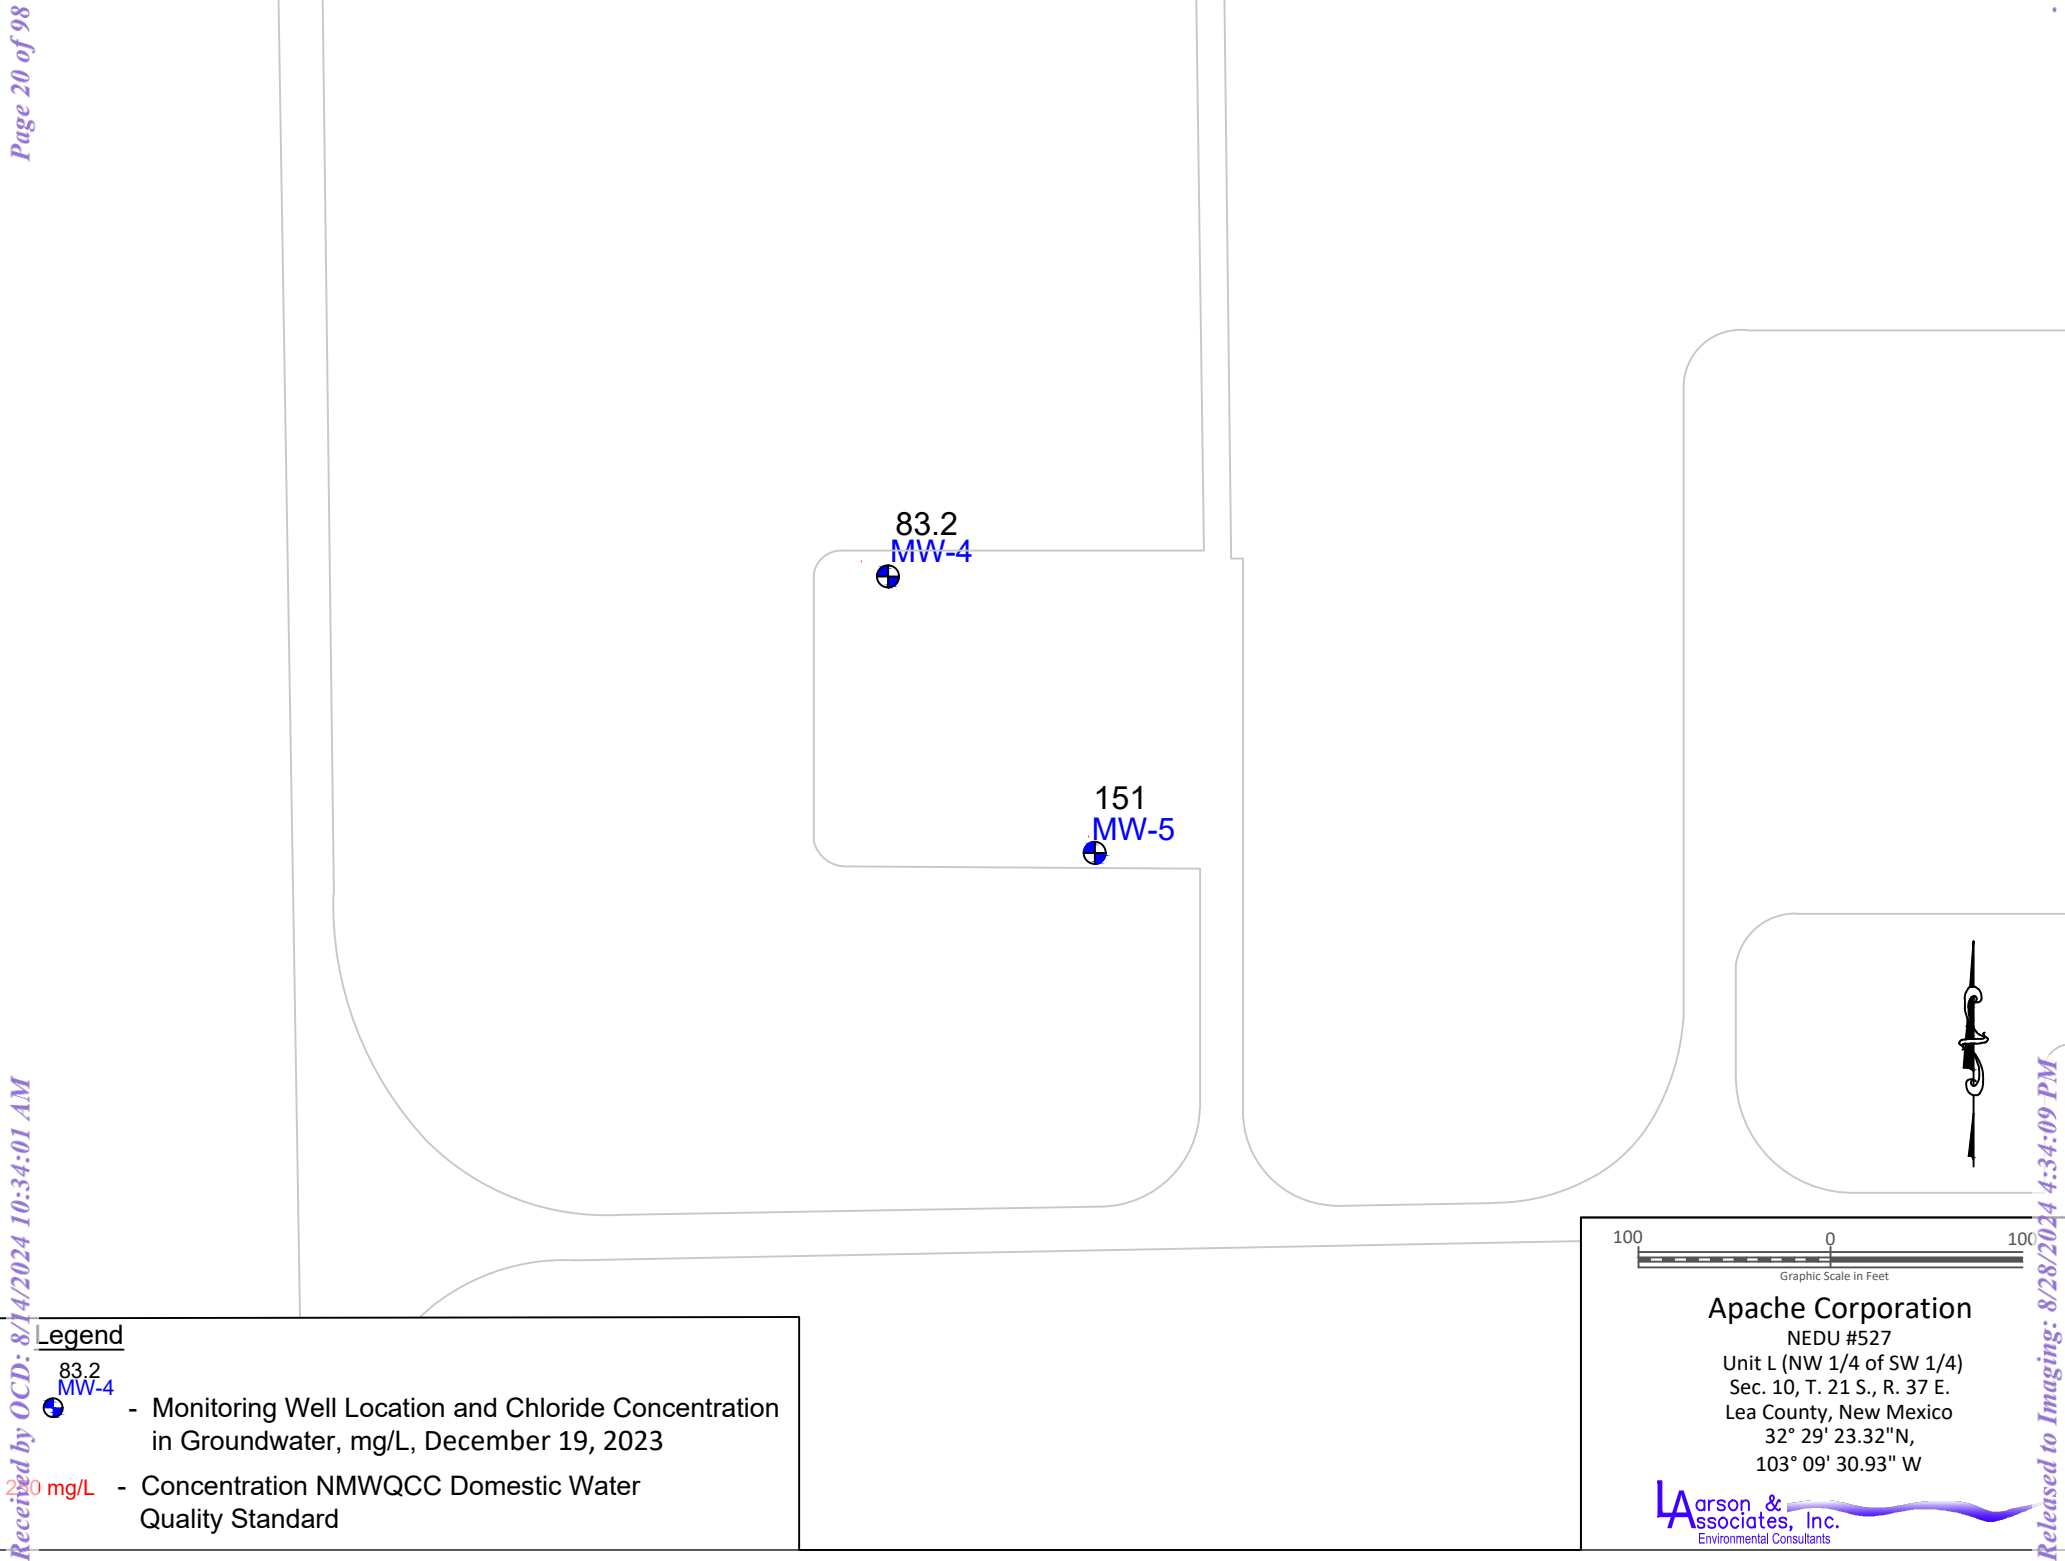 Page 20 of 98
83.2
MW-4
151
MW-5
Received by OCD: 8/14/2024 10:34:01 AM
Released to Imaging: 8/28/2024 4:34:09 PM
Legend
83.2
MW-4
- Monitoring Well Location and Chloride Concentration
in Groundwater, mg/L, December 19, 2023
mg/L - Concentration NMWQCC Domestic Water
Quality Standard
100 0 100
Graphic Scale in Feet
Apache Corporation
NEDU #527
Unit L (NW 1/4 of SW 1/4)
Sec. 10, T. 21 S., R. 37 E.
Lea County, New Mexico
32° 29' 23.32"N,
103° 09' 30.93" W
Larson &
Associates, Inc.
Environmental Consultants